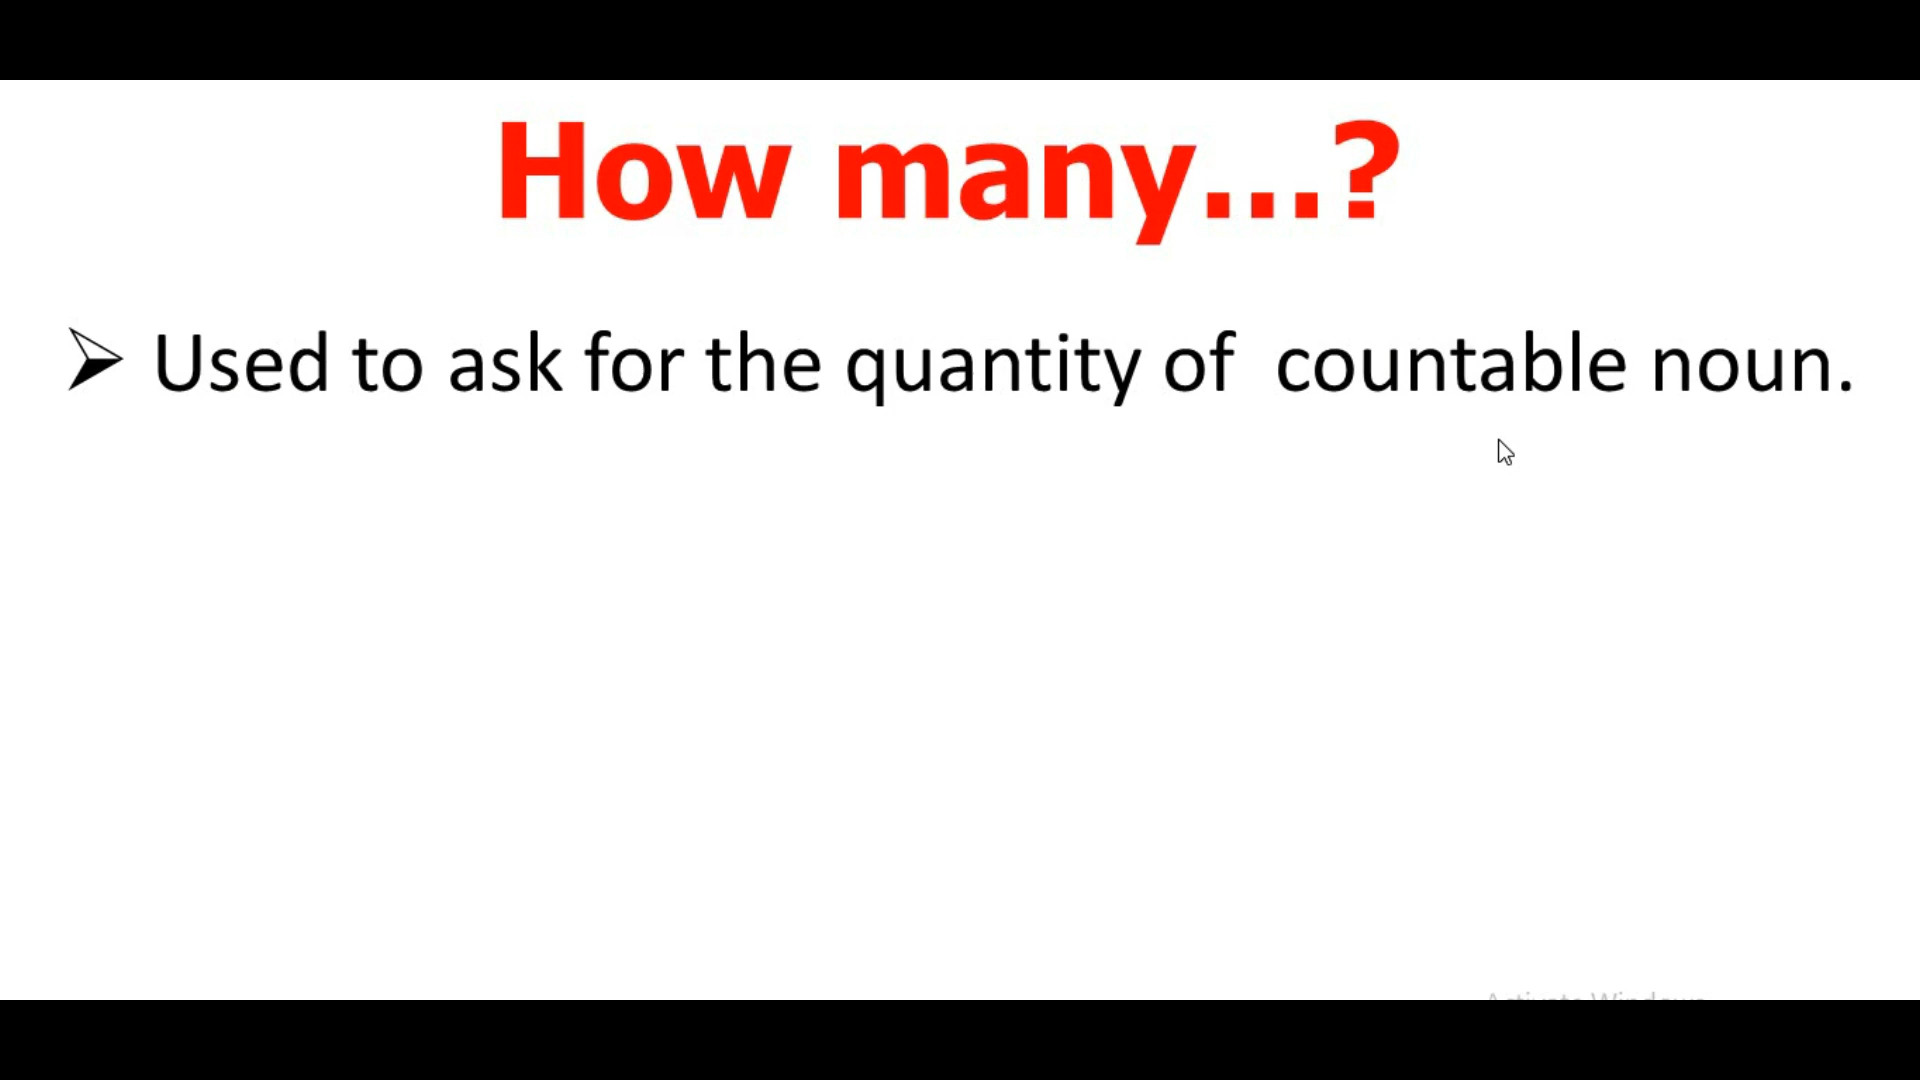 How many...?
➢ Used to ask for the quantity of  countable noun.